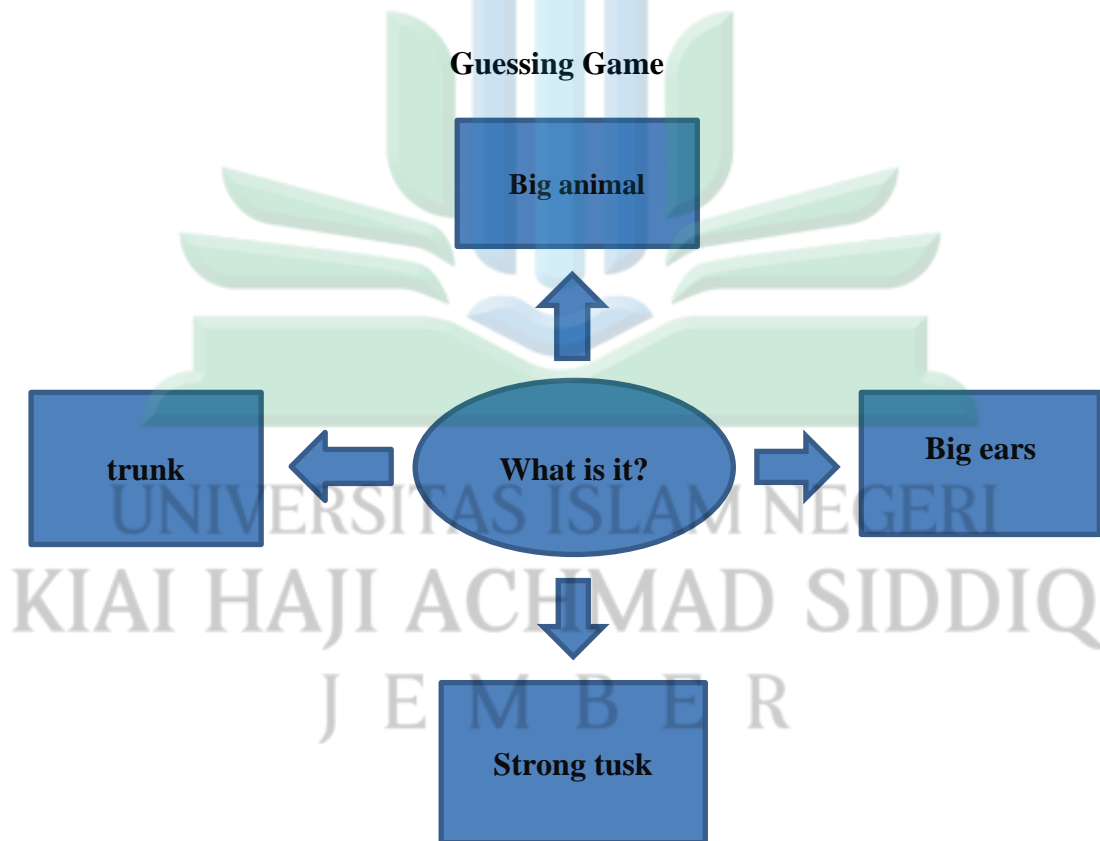 Guessing Game
Big animal
trunk
What is it?
Big ears
Strong tusk
UNIVERSITAS ISLAM NEGERI
KIAI HAJI ACHMAD SIDDIQ
JEMBER